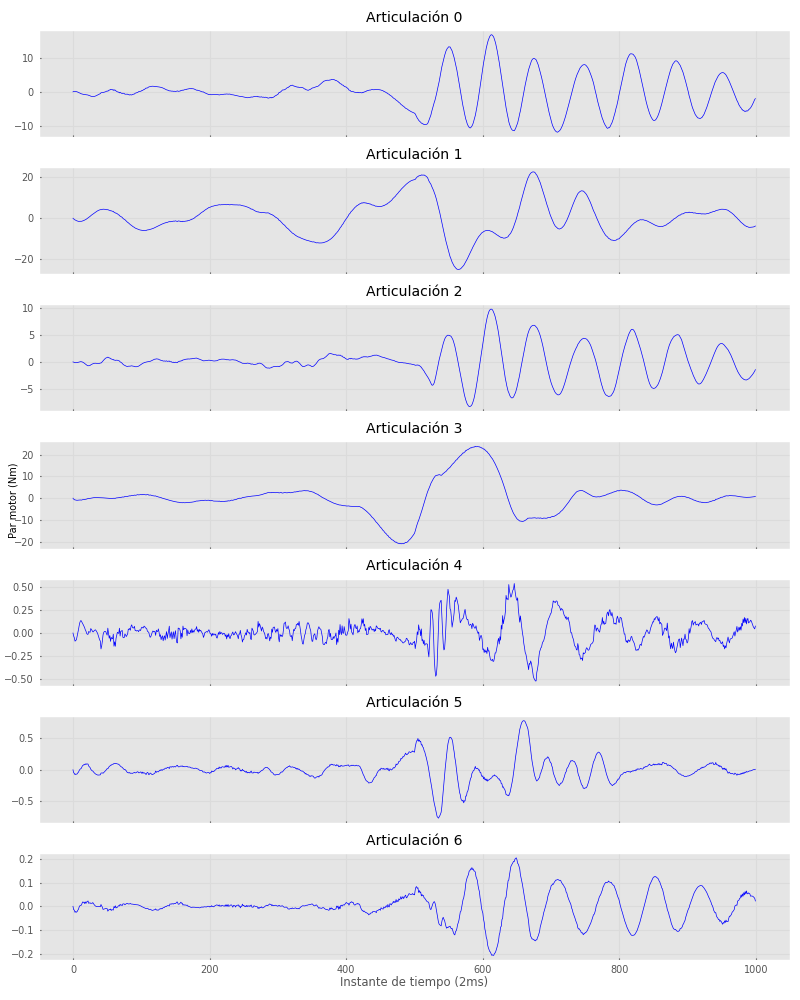 Articulación 0
10
0
−10
Articulación 1
20
0
−20
Articulación 2
10
5
0
−5
Articulación 3
20
10
0
−10
−20
Par motor (Nm)
Articulación 4
0.50
0.25
0.00
−0.25
−0.50
Articulación 5
0.5
0.0
−0.5
Articulación 6
0.2
0.1
0.0
−0.1
−0.2
0 200 400 600 800 1000
Instante de tiempo (2ms)